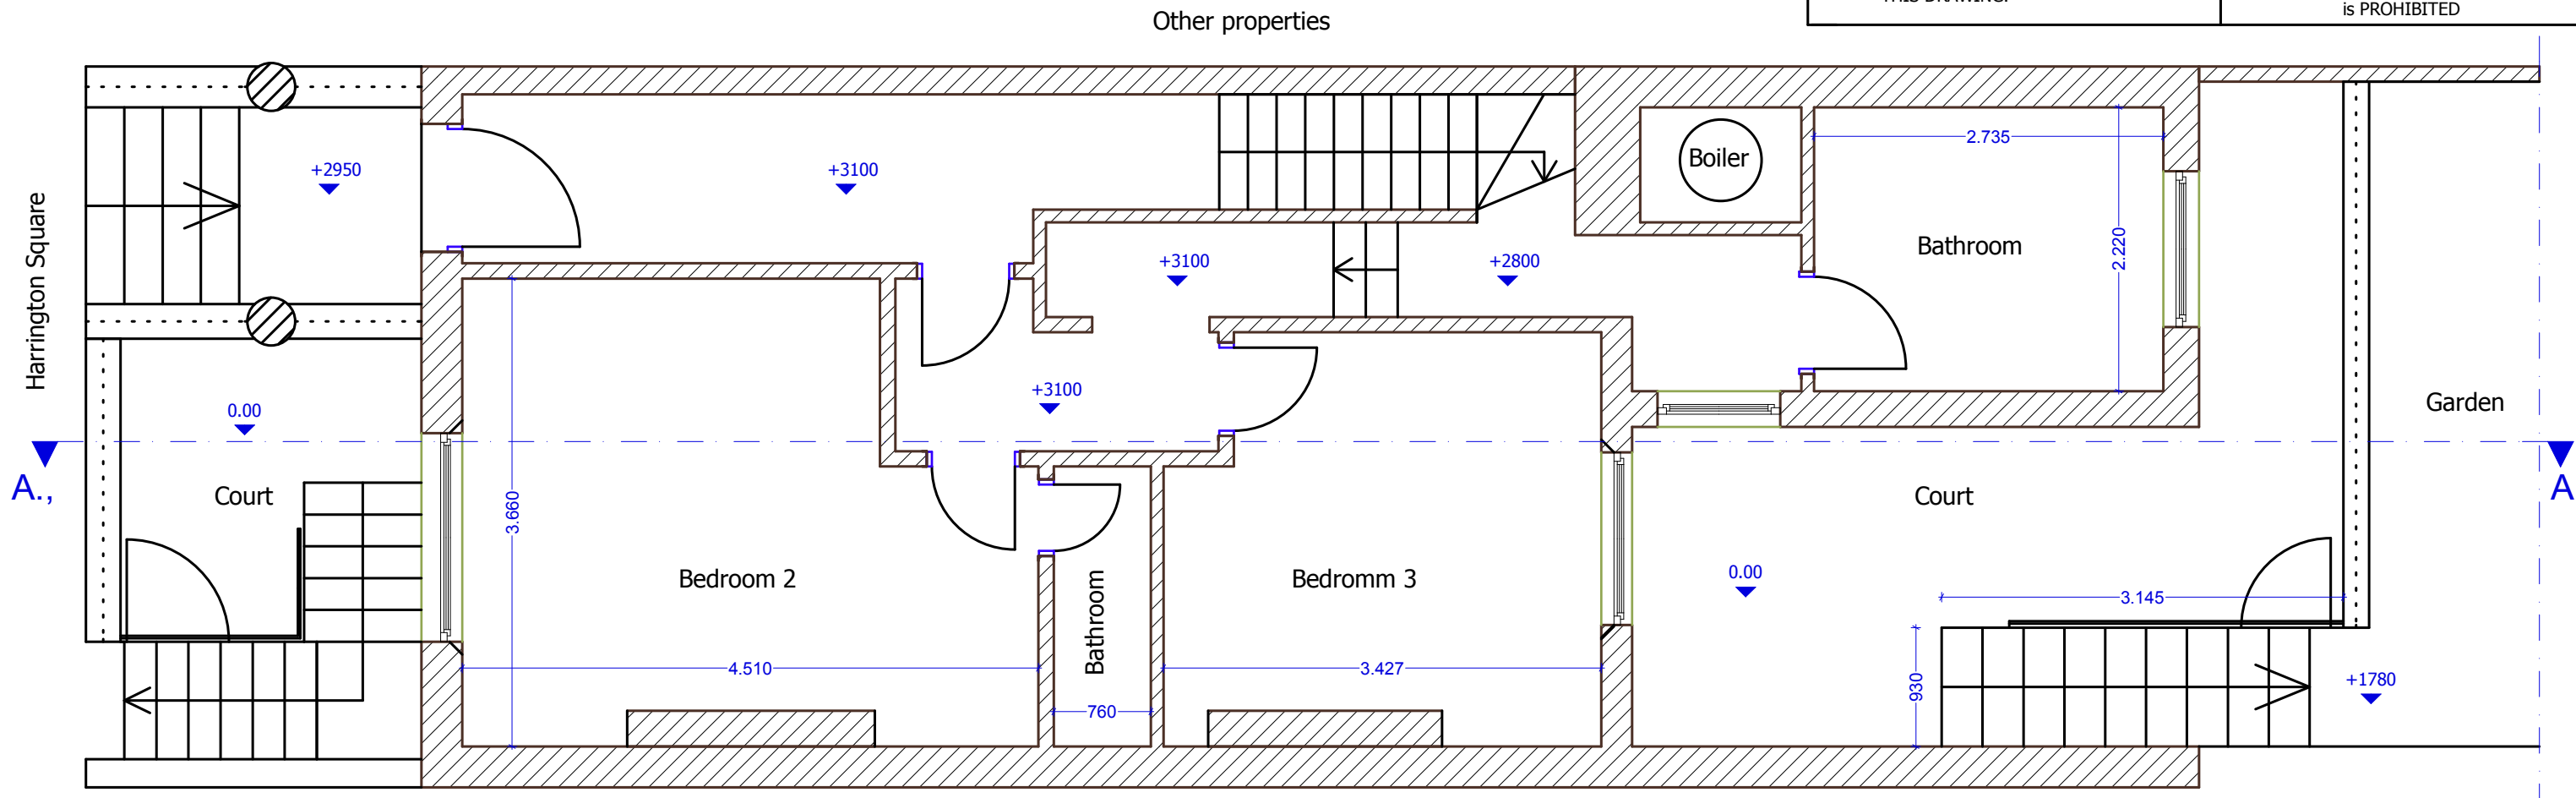 Other properties
is PROHIBITED
THIS DRAWING.
Harrington Square
+2950
+3100
Boiler
2.735
Bathroom
2.220
+3100
+2800
0.00
+3100
Garden
A.,
A
Court
3.660
Bedroom 2
Bathroom
Bedromm 3
Court
0.00
3.145
4.510
760
3.427
930
+1780